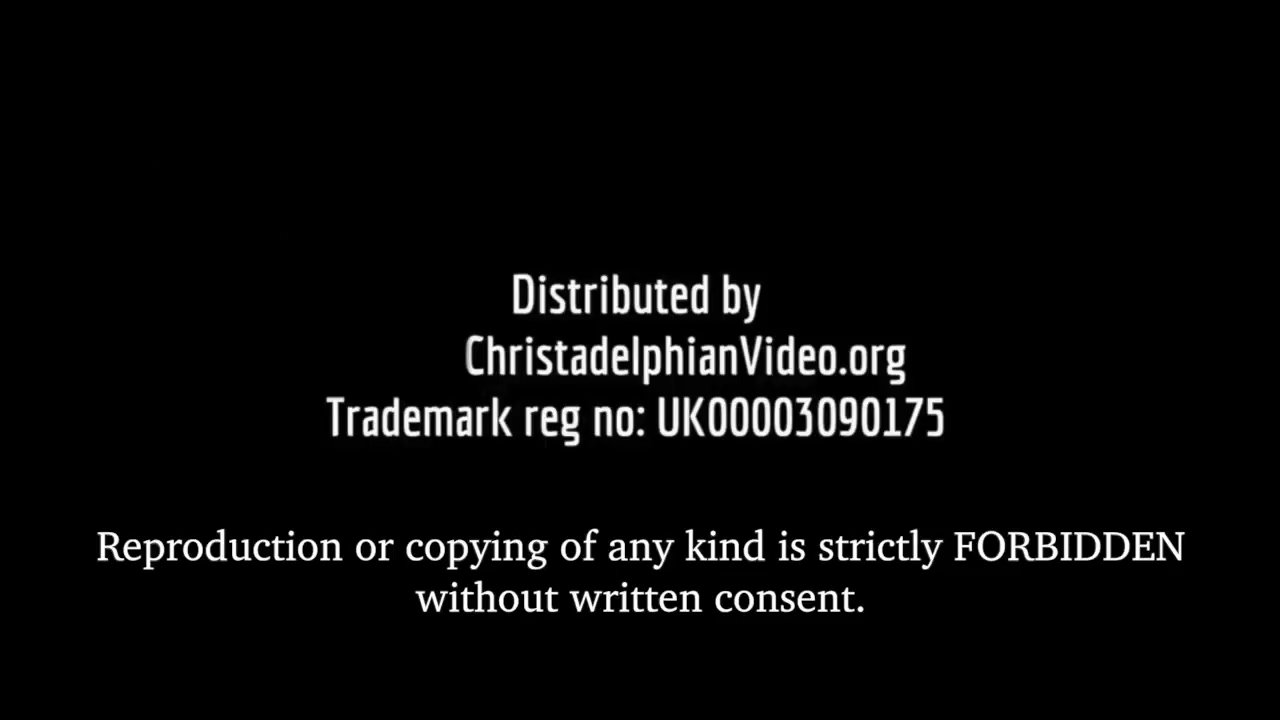 Distributed by
ChristadelphianVideo.org
Trademark reg no: UK00003090175
Reproduction or copying of any kind is strictly FORBIDDEN
without written consent.